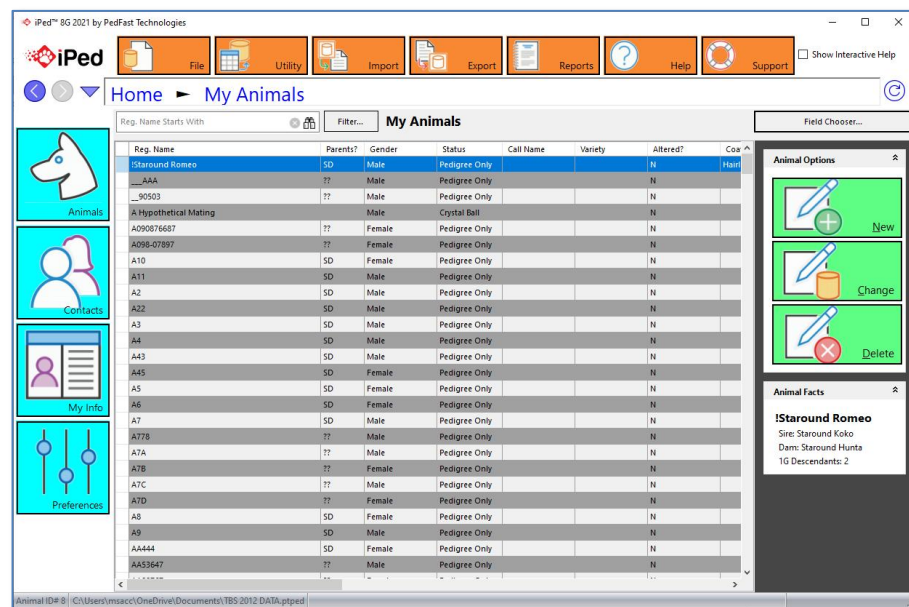 iPed™ 8G 2021 by PedFast Technologies
iPed
File
Utility
Import
Export
Reports
Help
Support
Show Interactive Help
Home ► My Animals
Reg. Name Starts With
Filter...
My Animals
Field Chooser...
Animals
Contacts
My Info
Preferences
Reg. Name Parents? Gender Status Call Name Variety Altered? Coa
!Staround Romeo SD Male Pedigree Only N Hairl
___AAA ?? Male Pedigree Only N
__90503 ?? Male Pedigree Only N
A Hypothetical Mating Male Crystal Ball N
A090876687 ?? Female Pedigree Only N
A098-07897 ?? Female Pedigree Only N
A10 SD Female Pedigree Only N
A11 SD Male Pedigree Only N
A2 SD Male Pedigree Only N
A22 SD Male Pedigree Only N
A3 SD Male Pedigree Only N
A4 SD Male Pedigree Only N
A43 SD Male Pedigree Only N
A45 SD Female Pedigree Only N
A5 SD Female Pedigree Only N
A6 SD Female Pedigree Only N
A7 SD Male Pedigree Only N
A778 ?? Male Pedigree Only N
A7A ?? Male Pedigree Only N
A7B ?? Female Pedigree Only N
A7C ?? Male Pedigree Only N
A7D ?? Female Pedigree Only N
A8 SD Female Pedigree Only N
A9 SD Male Pedigree Only N
AA444 SD Female Pedigree Only N
AA53647 ?? Male Pedigree Only N
Animal Options
New
Change
Delete
Animal Facts
!Staround Romeo
Sire: Staround Koko
Dam: Staround Hunta
1G Descendants: 2
Animal ID# 8 C:\Users\msacc\OneDrive\Documents\TBS 2012 DATA.ptped